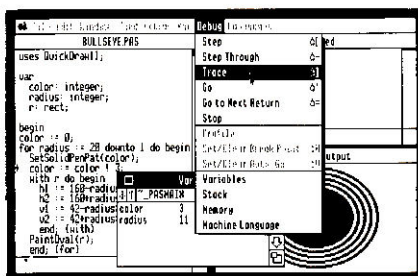 Debug
BULLSEYE.PAS
uses QuickDrawII;
var
color: integer;
radius: integer;
r: rect;
begin
color := 0;
for radius := 20 downto 1 do begin
SetSolidPenPat(color);
color := color
with r do begin
h1 := 160-radius
h2 := 160+radius
v1 := 42-radius
v2 := 42+radius
end; {with}
PaintOval(r);
end; {for}
Step
Step Through
Trace
Go
Go to Next Return
Stop
Profile
Set/Clear Break Point
Set/Clear Auto Go
Variables
Stack
Memory
Machine Language
Var
~_PASMAIN
color 3
radius 11
utput